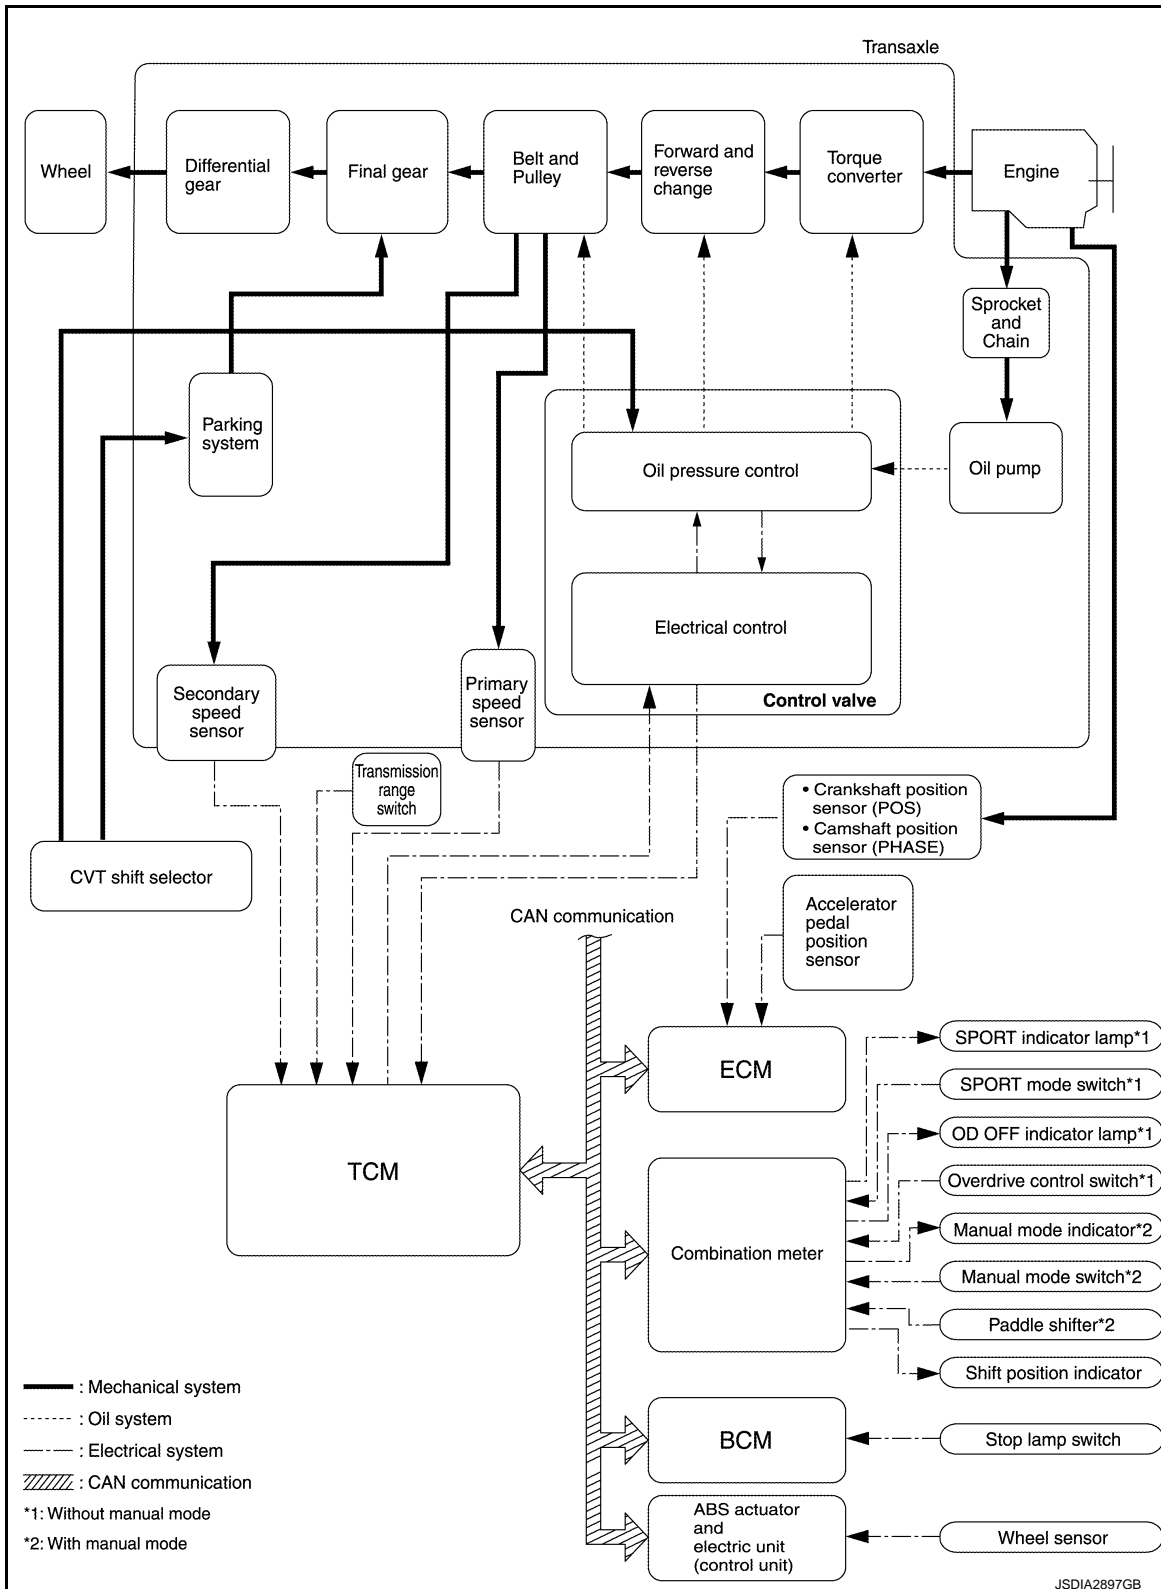 Transaxle
Wheel
Differential
gear
Final gear
Belt and
Pulley
Forward and
reverse
change
Torque
converter
Engine
Sprocket
and
Chain
Parking
system
Oil pressure control
Oil pump
Electrical control
Control valve
Secondary
speed
sensor
Primary
speed
sensor
Transmission
range
switch
• Crankshaft position
sensor (POS)
• Camshaft position
sensor (PHASE)
CVT shift selector
CAN communication
Accelerator
pedal
position
sensor
ECM
TCM
Combination meter
SPORT indicator lamp*1
SPORT mode switch*1
OD OFF indicator lamp*1
Overdrive control switch*1
Manual mode indicator*2
Manual mode switch*2
Paddle shifter*2
Shift position indicator
BCM
Stop lamp switch
ABS actuator
and
electric unit
(control unit)
Wheel sensor
: Mechanical system
: Oil system
: Electrical system
: CAN communication
*1: Without manual mode
*2: With manual mode
JSDIA2897GB